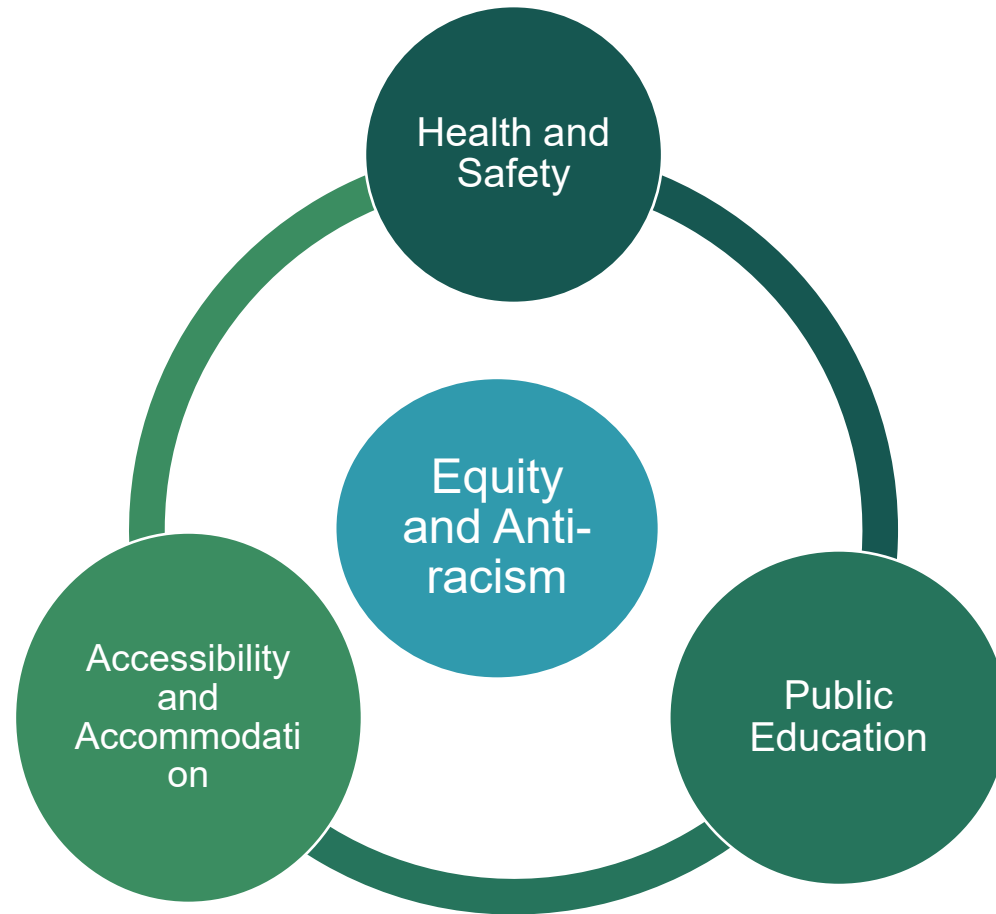 Health and
Safety
Equity
and Anti-
racism
Accessibility
and
Accommodati
on
Public
Education